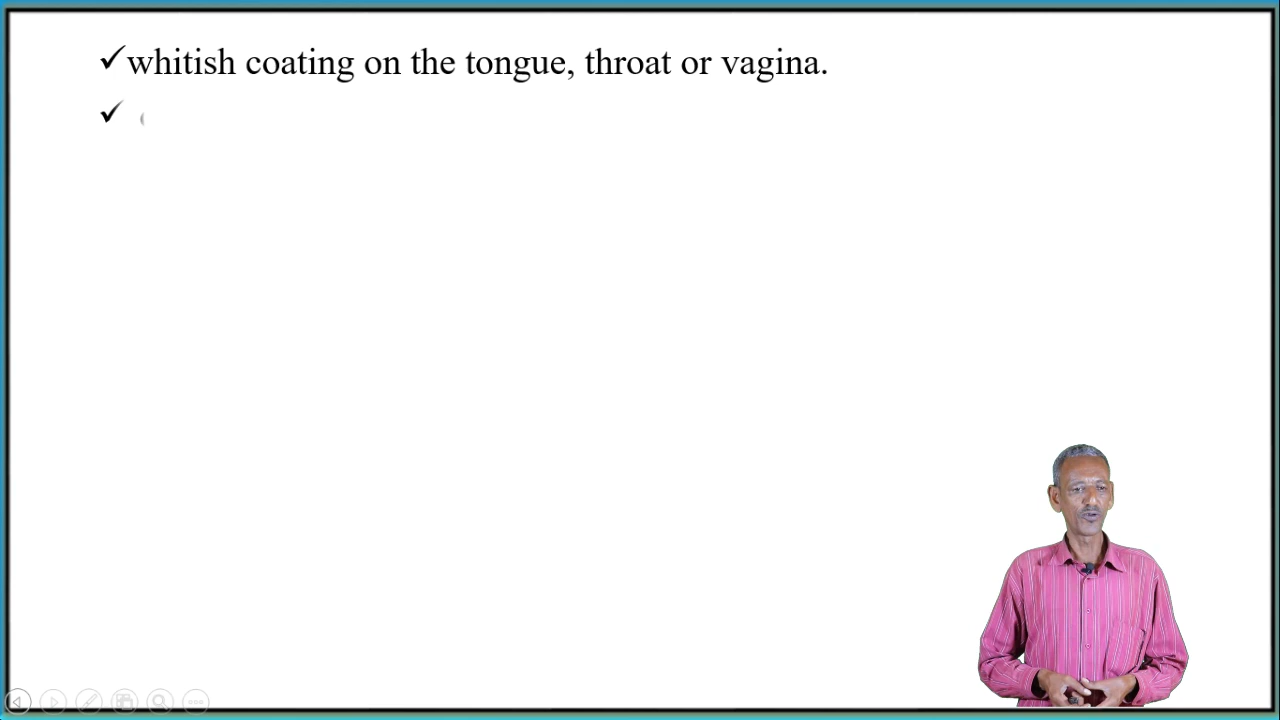 ✓whitish coating on the tongue, throat or vagina.
✓